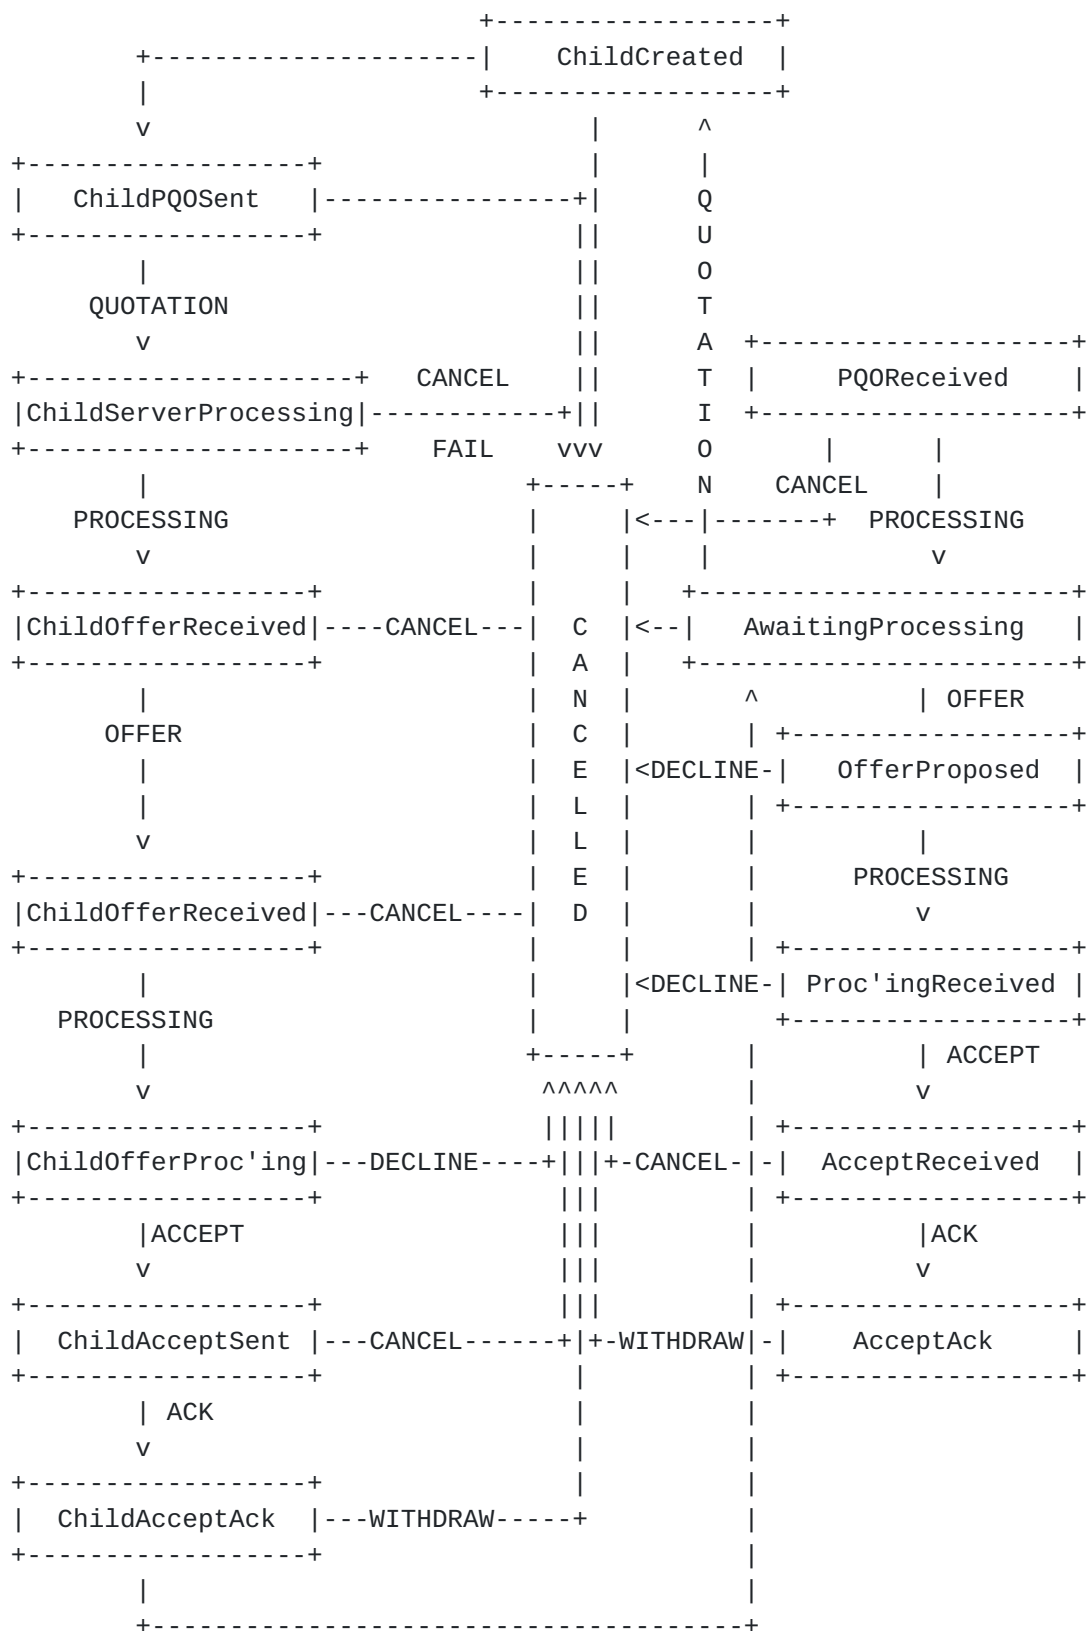 ChildCreated
ChildPQOSent
QUOTATION
QUOTATION
PQOReceived
CANCEL
ChildServerProcessing
FAIL
CANCEL
PROCESSING
PROCESSING
ChildOfferReceived
CANCEL
CANCELLED
AwaitingProcessing
OFFER
OFFER
DECLINE
OfferProposed
PROCESSING
ChildOfferReceived
CANCEL
DECLINE
Proc'ingReceived
PROCESSING
ACCEPT
ChildOfferProc'ing
DECLINE
CANCEL
AcceptReceived
ACCEPT
ACK
ChildAcceptSent
CANCEL
WITHDRAW
AcceptAck
ACK
ChildAcceptAck
WITHDRAW